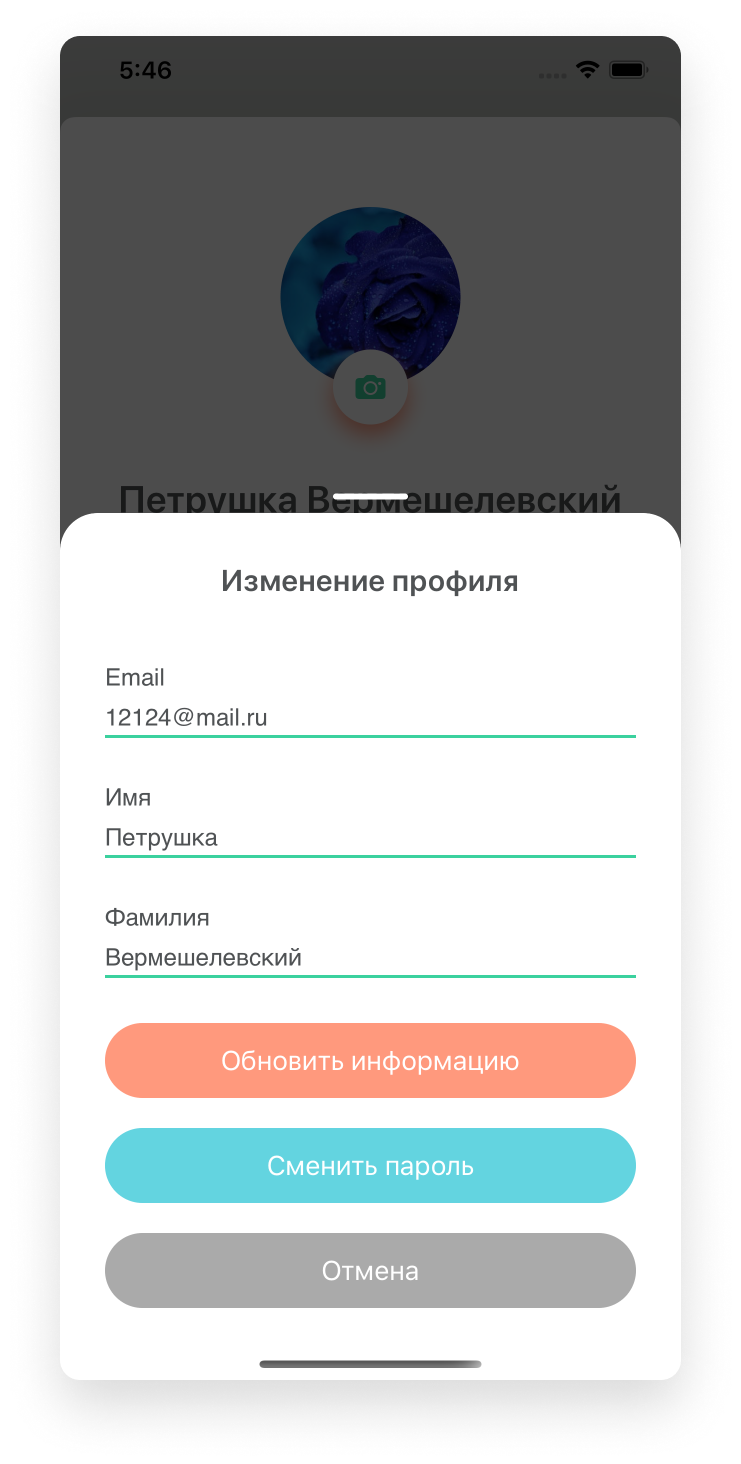 5:46
Петрушка Вермешелевский
Изменение профиля
Email
12124@mail.ru
Имя
Петрушка
Фамилия
Вермешелевский
Обновить информацию
Сменить пароль
Отмена